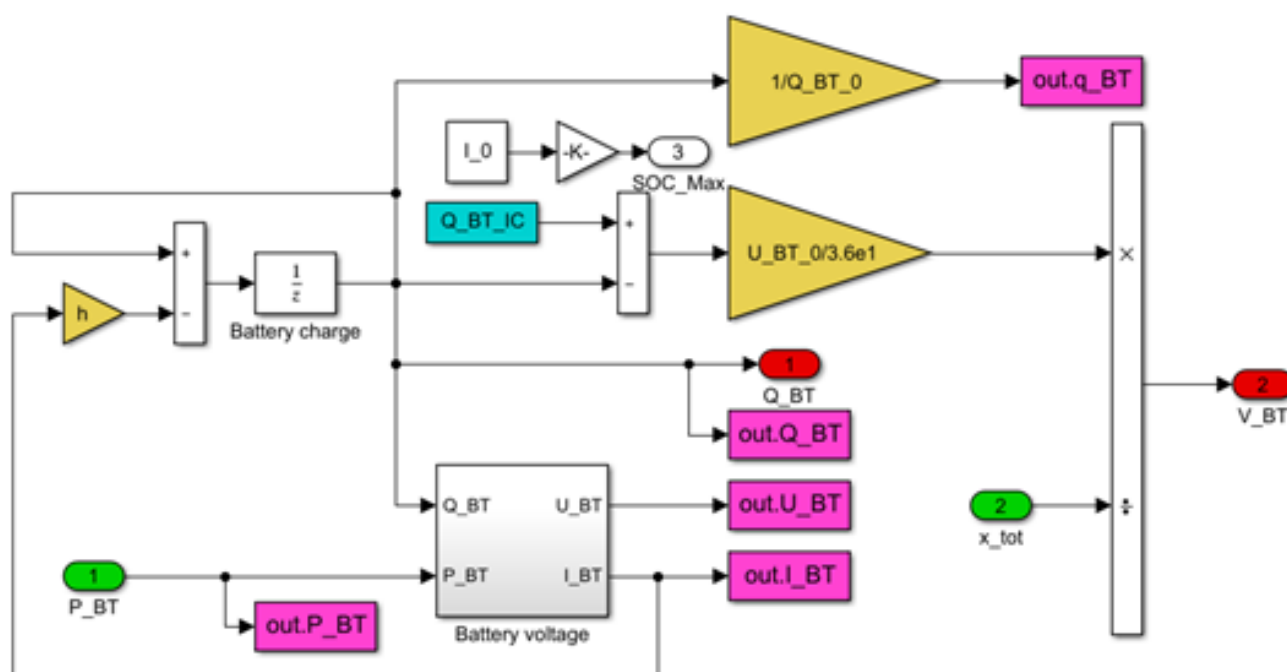 1/Q_BT_0
out.q_BT
I_0
-K-
3
SOC_Max
Q_BT_IC
+
−
U_BT_0/3.6e1
×
+
−
h
1
z
Battery charge
1
Q_BT
2
V_BT
out.Q_BT
Q_BT
U_BT
out.U_BT
2
x_tot
÷
1
P_BT
P_BT
I_BT
out.I_BT
out.P_BT
Battery voltage